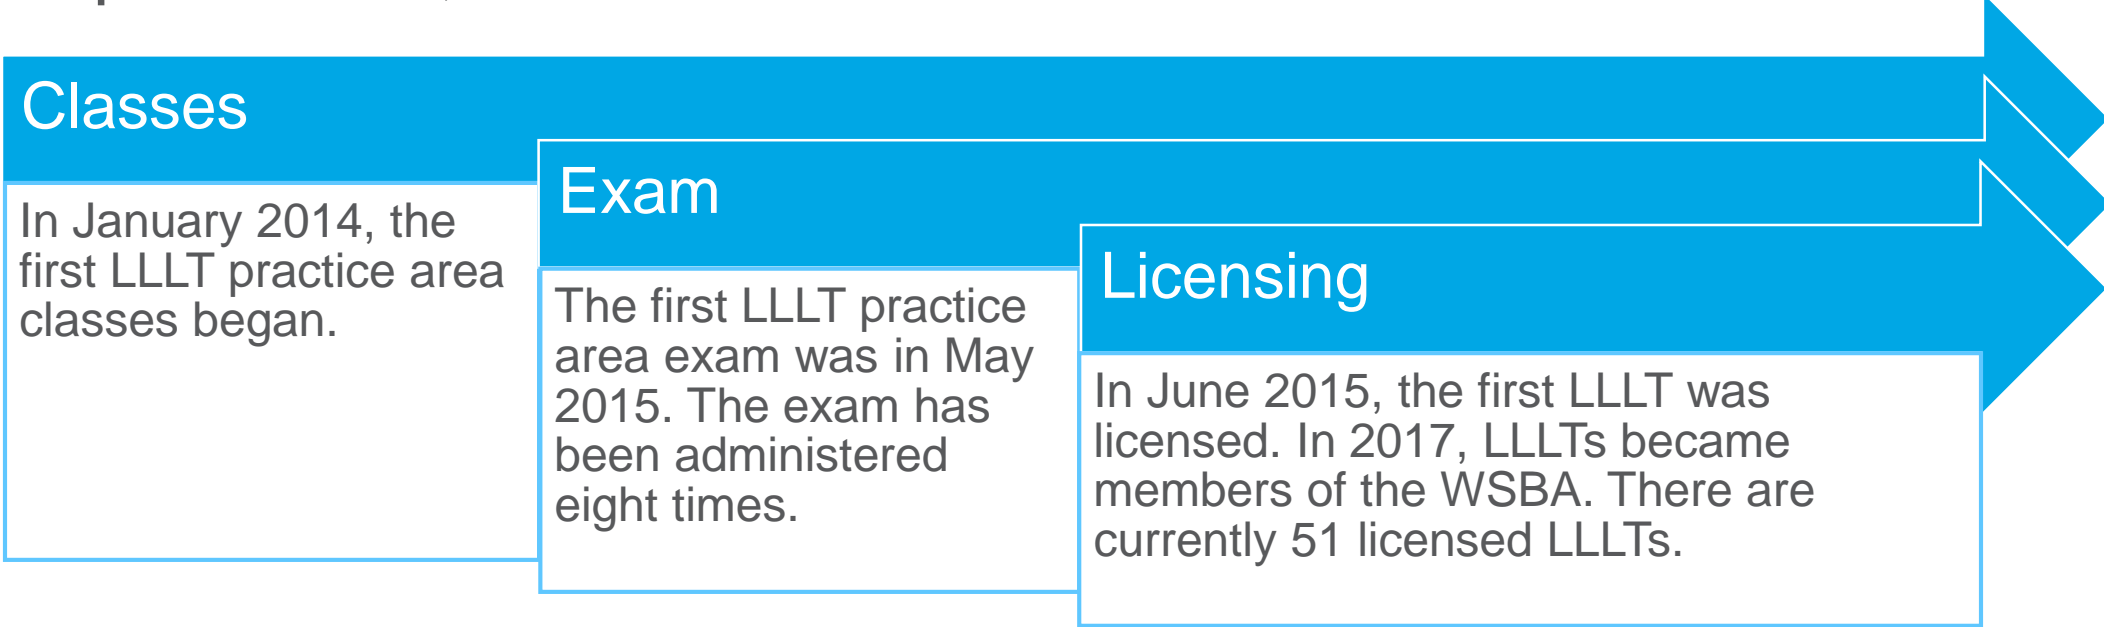 Classes
In January 2014, the
first LLLT practice area
classes began.
Exam
The first LLLT practice
area exam was in May
2015. The exam has
been administered
eight times.
Licensing
In June 2015, the first LLLT was
licensed. In 2017, LLLTs became
members of the WSBA. There are
currently 51 licensed LLLTs.